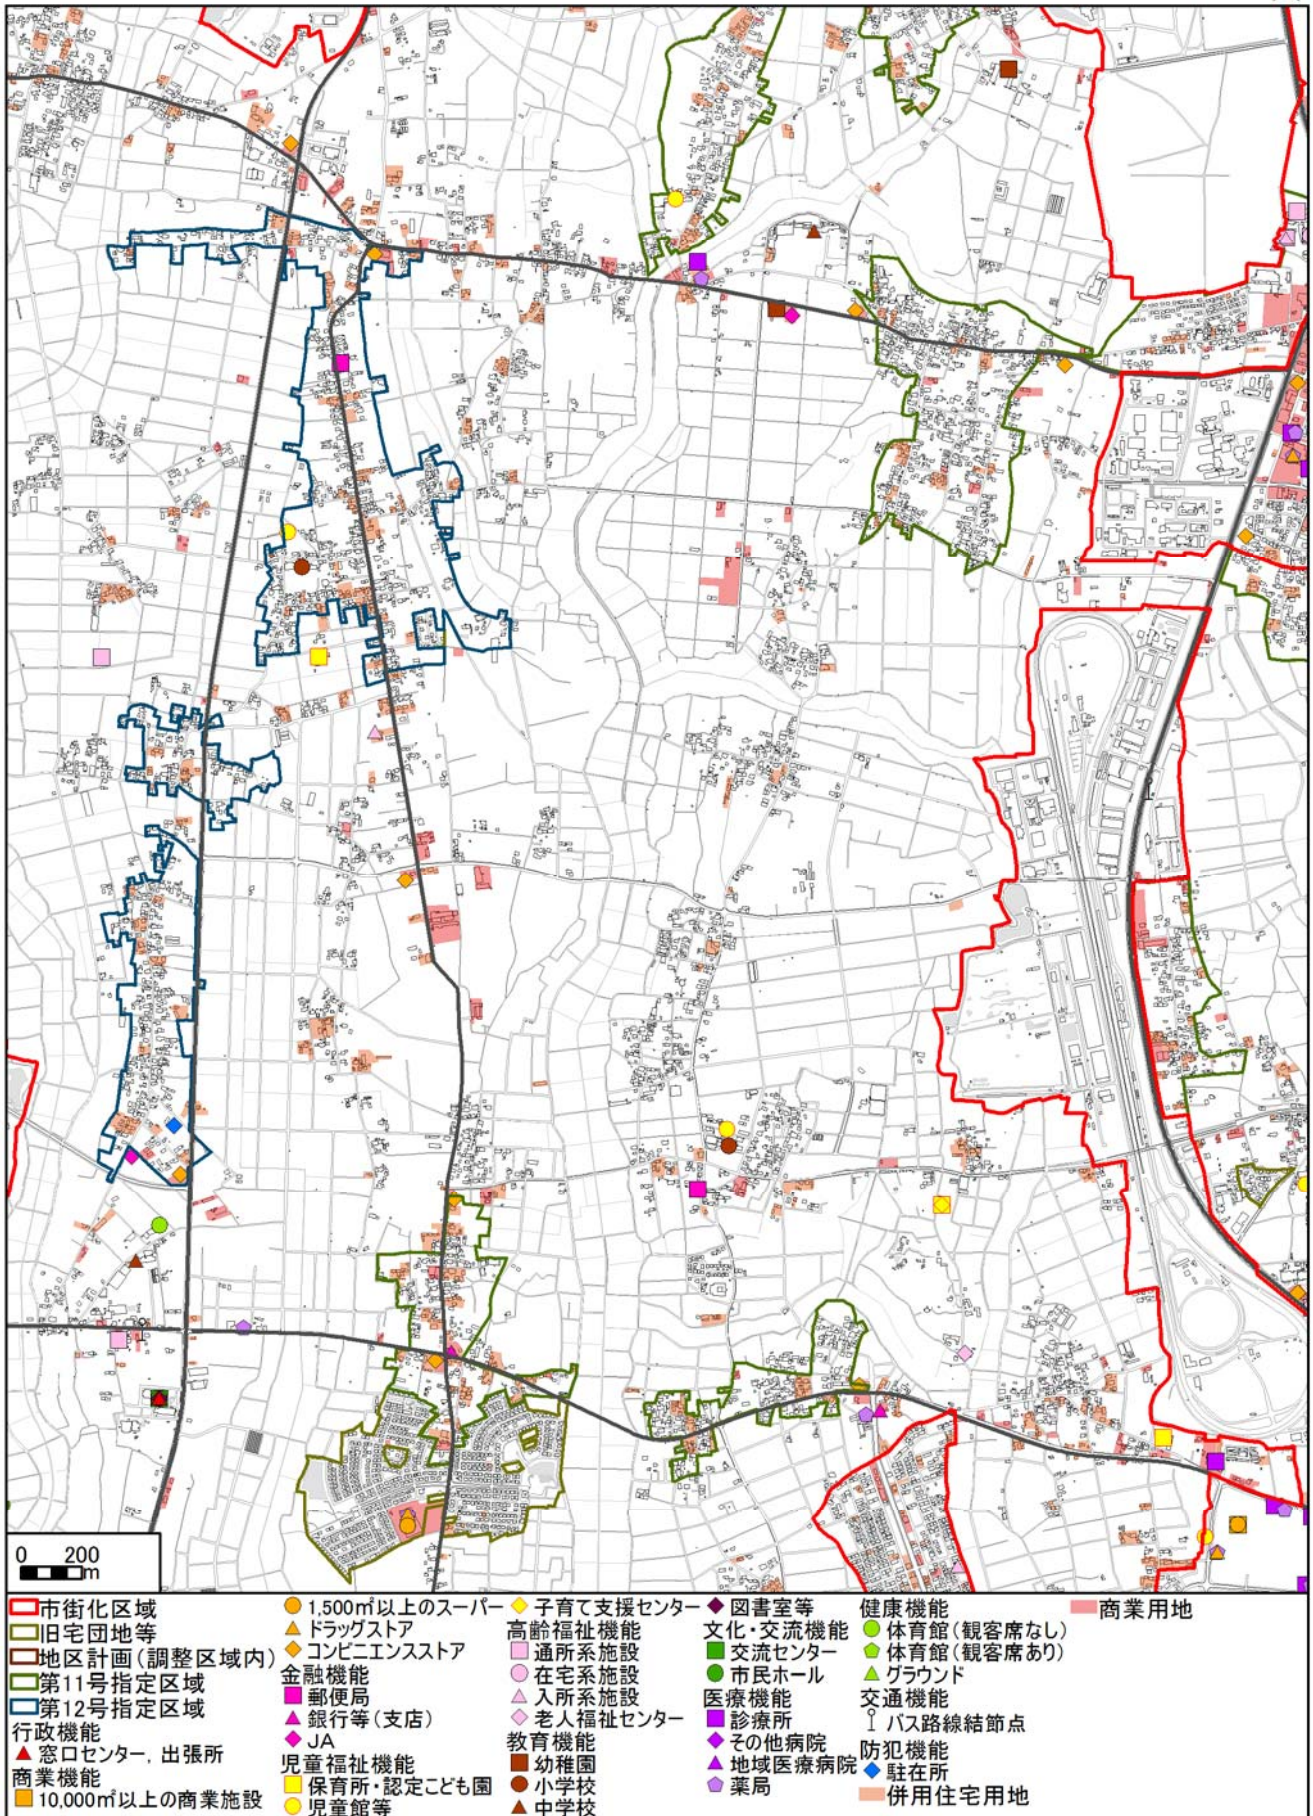 0 200
m
市街化区域
旧宅団地等
地区計画(調整区域内)
第11号指定区域
第12号指定区域
行政機能
窓口センター, 出張所
商業機能
10,000㎡以上の商業施設
1,500㎡以上のスーパー
ドラッグストア
コンビニエンスストア
金融機能
郵便局
銀行等(支店)
JA
児童福祉機能
保育所・認定こども園
児童館等
子育て支援センター
高齢福祉機能
通所系施設
在宅系施設
入所系施設
老人福祉センター
教育機能
幼稚園
小学校
中学校
図書室等
文化・交流機能
交流センター
市民ホール
医療機能
診療所
その他病院
地域医療病院
薬局
健康機能
体育館(観客席なし)
体育館(観客席あり)
グラウンド
交通機能
バス路線結節点
防犯機能
駐在所
併用住宅用地
商業用地